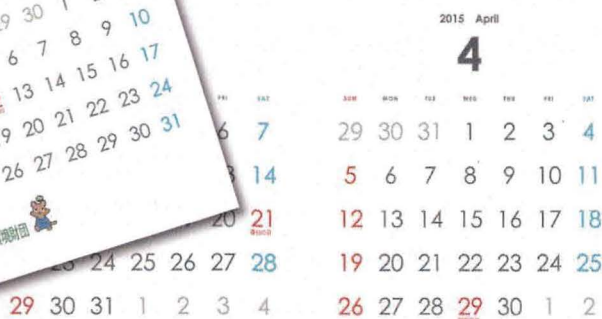 29 30 1
6 7 8 9 10
13 14 15 16 17
19 20 21 22 23 24
26 27 28 29 30 31
境財団
FRI SAT
6 7
14
20 21
24 25 26 27 28
29 30 31 1 2 3 4
2015 April
4
SUN MON TUE WED THU FRI SAT
29 30 31 1 2 3 4
5 6 7 8 9 10 11
12 13 14 15 16 17 18
19 20 21 22 23 24 25
26 27 28 29 30 1 2